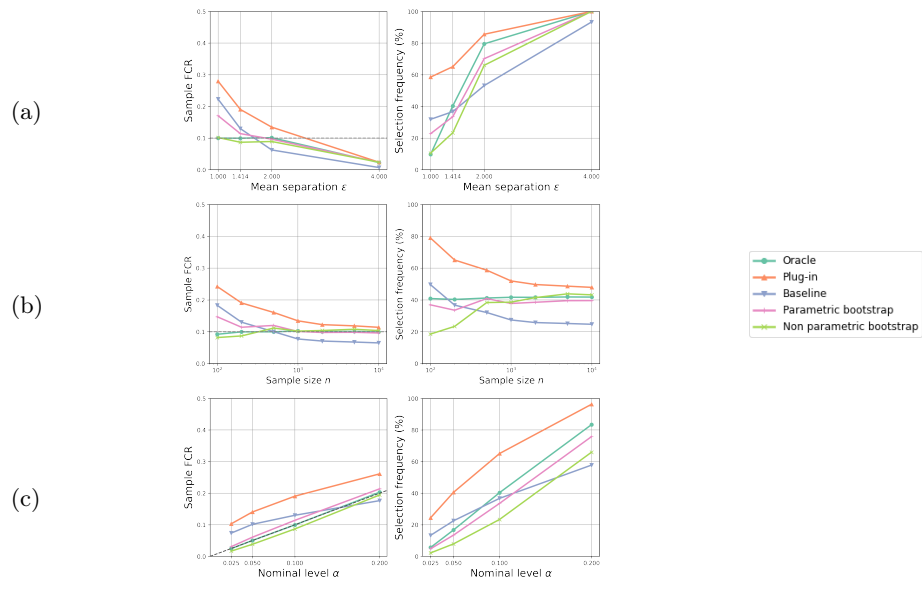 (a)
Sample FCR
0.5
0.4
0.3
0.2
0.1
0.0
1.000 1.414 2.000 4.000
Mean separation ε
Selection frequency (%)
100
80
60
40
20
0
1.000 1.414 2.000 4.000
Mean separation ε
(b)
Sample FCR
0.5
0.4
0.3
0.2
0.1
0.0
Sample size n
Selection frequency (%)
100
80
60
40
20
0
Sample size n
Oracle
Plug-in
Baseline
Parametric bootstrap
Non parametric bootstrap
(c)
Sample FCR
0.5
0.4
0.3
0.2
0.1
0.0
0.025 0.050 0.100 0.200
Nominal level α
Selection frequency (%)
100
80
60
40
20
0
0.025 0.050 0.100 0.200
Nominal level α